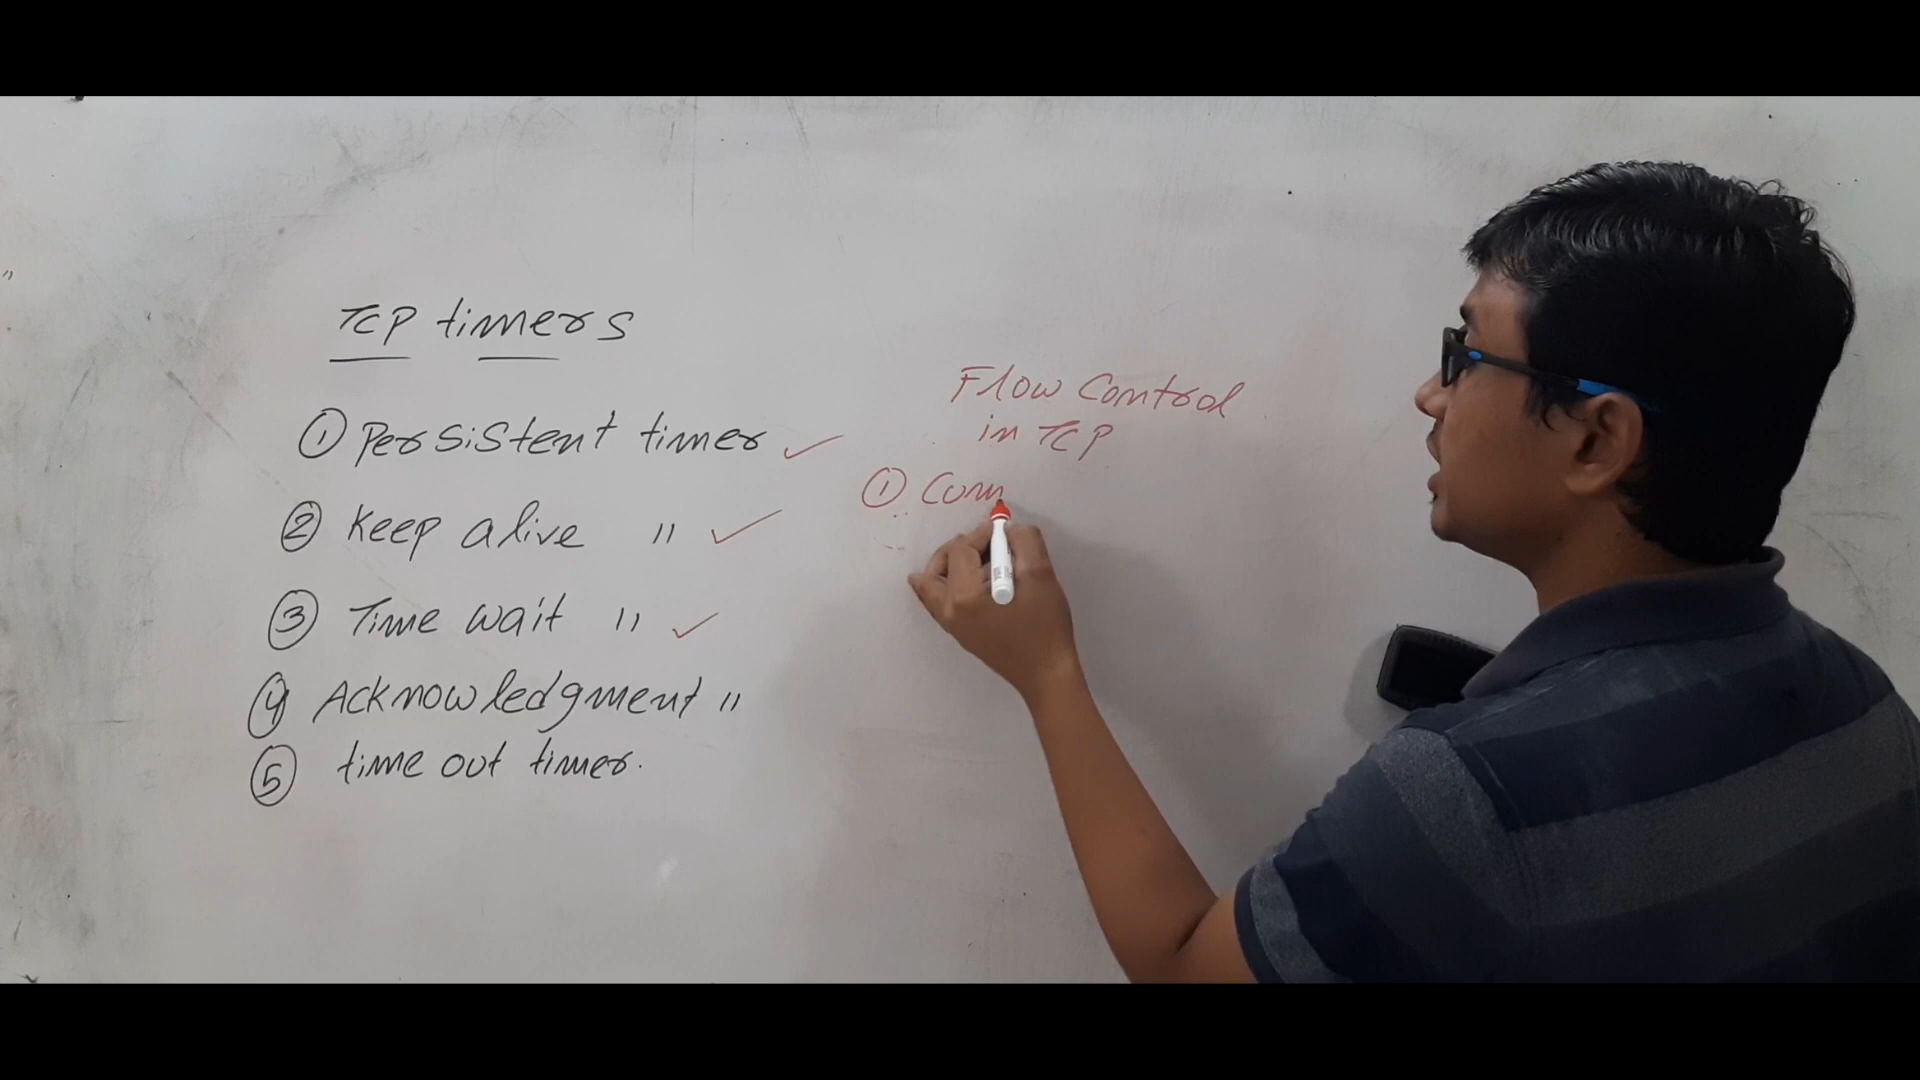 TCP timers
① Persistent timer ✓
② Keep alive " ✓
③ Time wait " ✓
④ Acknowledgment "
⑤ time out timer.
Flow Control
in TCP
①